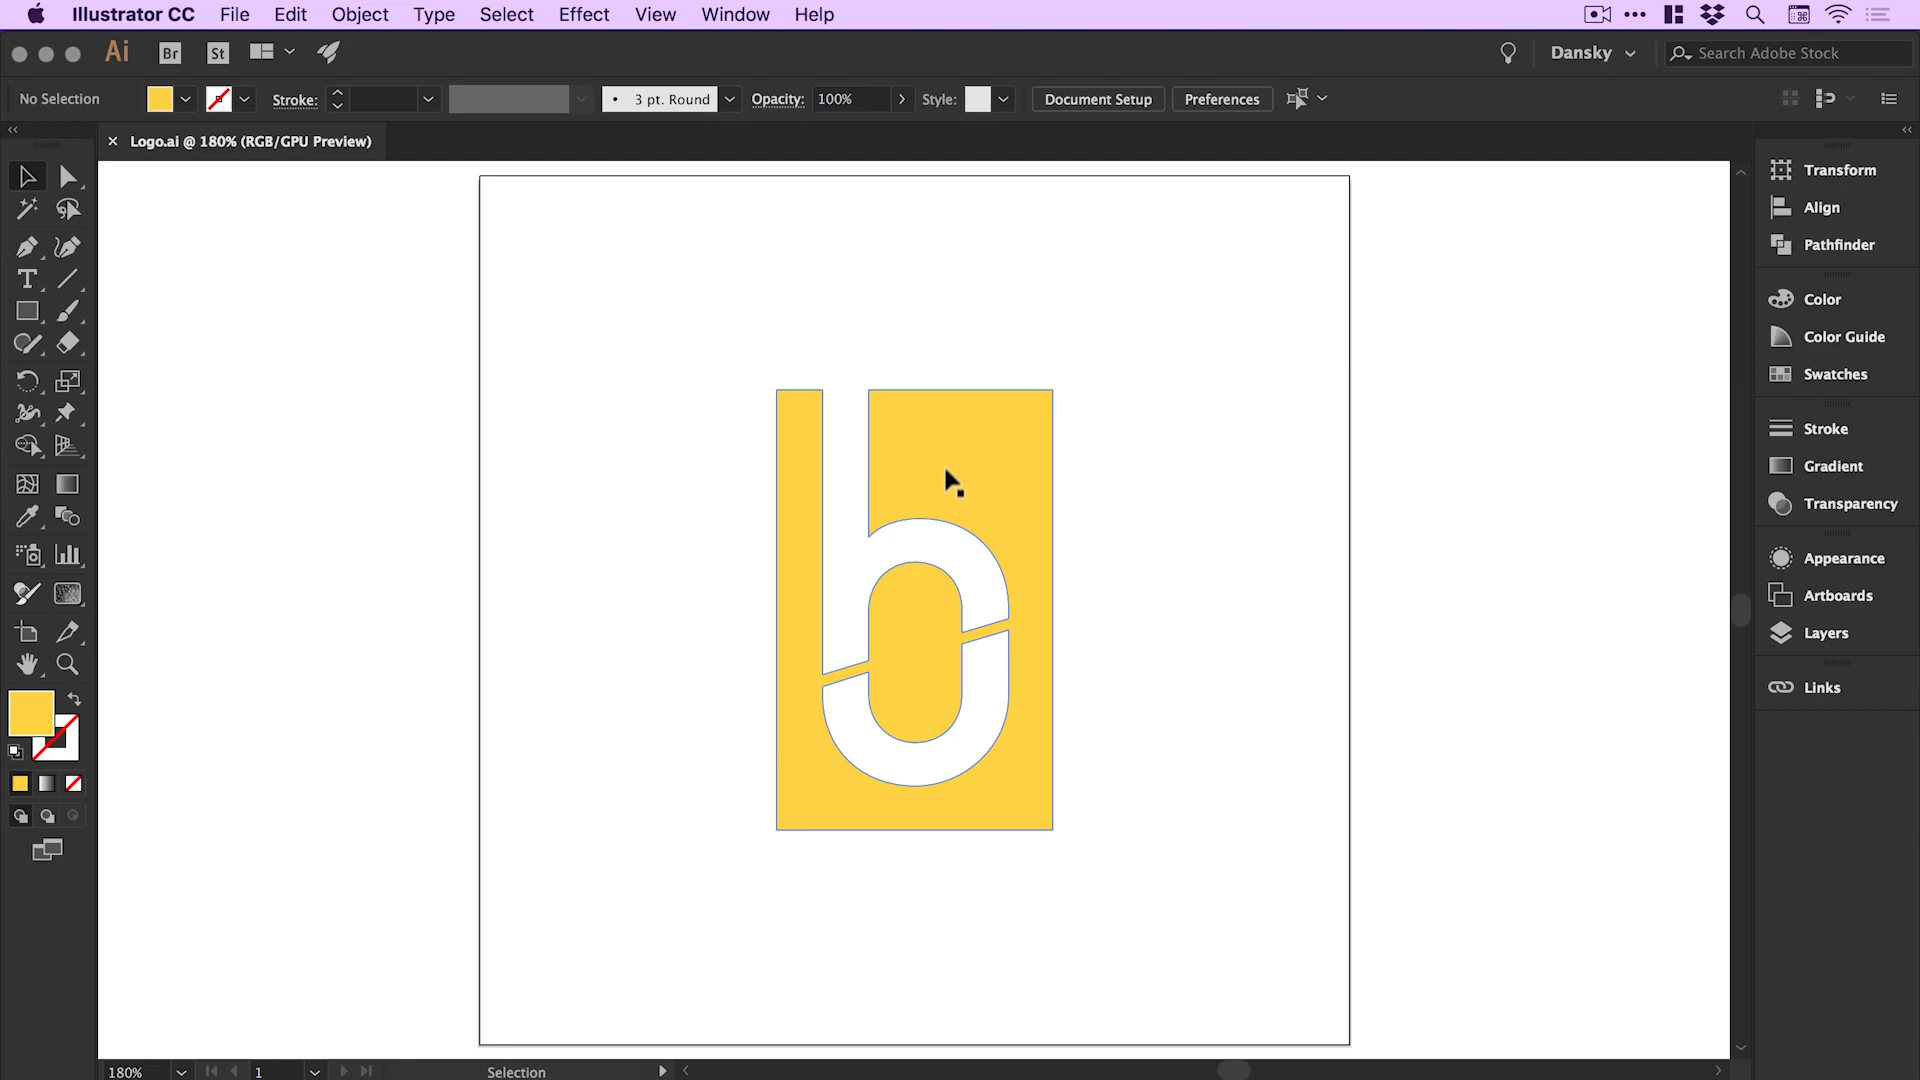 Illustrator CC File Edit Object Type Select Effect View Window Help
Ai Br St Dansky Search Adobe Stock
No Selection Stroke: 3 pt. Round Opacity: 100% Style: Document Setup Preferences
× Logo.ai @ 180% (RGB/GPU Preview)
Transform
Align
Pathfinder
Color
Color Guide
Swatches
Stroke
Gradient
Transparency
Appearance
Artboards
Layers
Links
b
180% 1 Selection